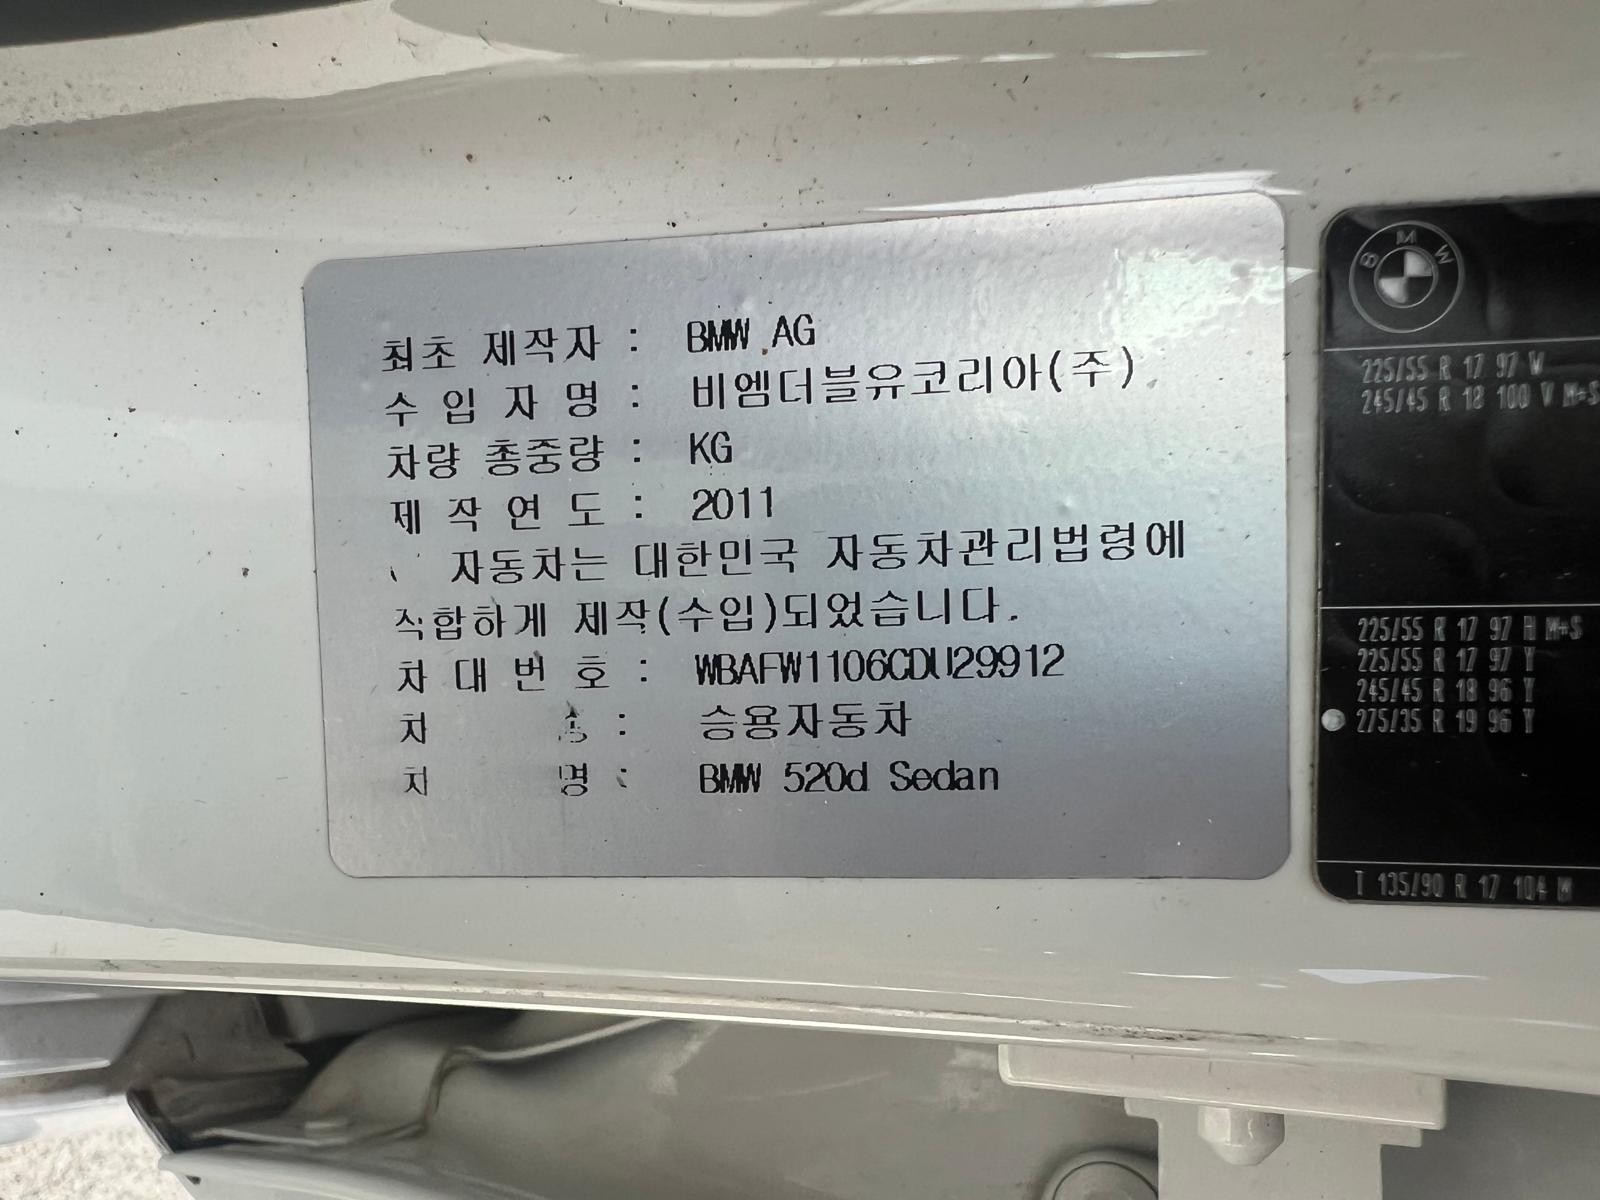 최초 제작자 : BMW AG
수 입 자 명 : 비엠더블유코리아(주)
차량 총중량 : KG
제 작 연 도 : 2011
자동차는 대한민국 자동차관리법령에
적합하게 제작(수입)되었습니다.
차 대 번 호 : WBAFW1106CDU29912
차 종 : 승용자동차
차 명 : BMW 520d Sedan
BMW
225/55 R 17 97 W
245/45 R 18 100 V M+S
225/55 R 17 97 H M+S
225/55 R 17 97 Y
245/45 R 18 96 Y
275/35 R 19 96 Y
T 135/90 R 17 104 M